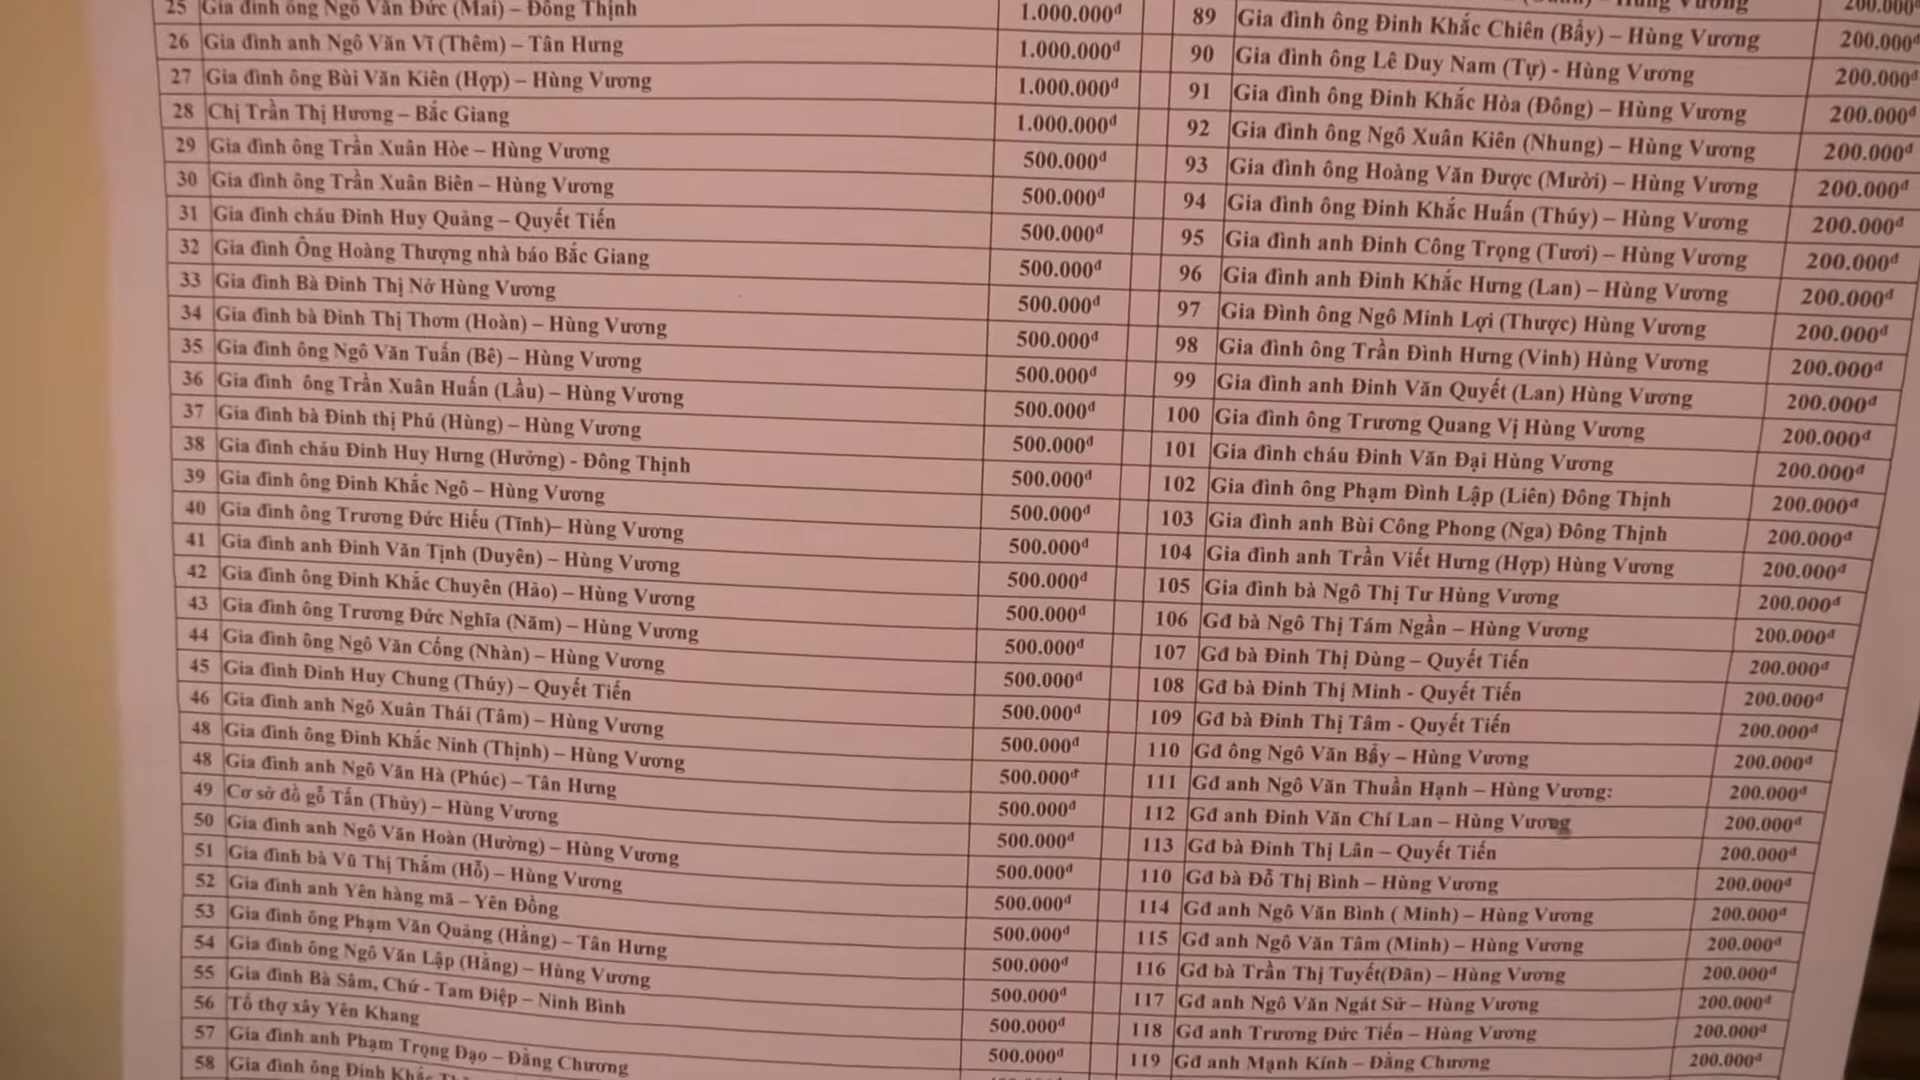 25 Gia đình ông Ngô Văn Đức (Mai) – Đông Thịnh 1.000.000đ
26 Gia đình anh Ngô Văn Vĩ (Thêm) – Tân Hưng 1.000.000đ
27 Gia đình ông Bùi Văn Kiên (Hợp) – Hùng Vương 1.000.000đ
28 Chị Trần Thị Hương – Bắc Giang 1.000.000đ
29 Gia đình ông Trần Xuân Hòe – Hùng Vương 500.000đ
30 Gia đình ông Trần Xuân Biên – Hùng Vương 500.000đ
31 Gia đình cháu Đinh Huy Quảng – Quyết Tiến 500.000đ
32 Gia đình Ông Hoàng Thượng nhà báo Bắc Giang 500.000đ
33 Gia đình Bà Đinh Thị Nở Hùng Vương 500.000đ
34 Gia đình bà Đinh Thị Thơm (Hoàn) – Hùng Vương 500.000đ
35 Gia đình ông Ngô Văn Tuấn (Bê) – Hùng Vương 500.000đ
36 Gia đình ông Trần Xuân Huấn (Lầu) – Hùng Vương 500.000đ
37 Gia đình bà Đinh thị Phú (Hùng) – Hùng Vương 500.000đ
38 Gia đình cháu Đinh Huy Hưng (Hưởng) - Đông Thịnh 500.000đ
39 Gia đình ông Đinh Khắc Ngô – Hùng Vương 500.000đ
40 Gia đình ông Trương Đức Hiếu (Tĩnh)– Hùng Vương 500.000đ
41 Gia đình anh Đinh Văn Tịnh (Duyên) – Hùng Vương 500.000đ
42 Gia đình ông Đinh Khắc Chuyên (Hảo) – Hùng Vương 500.000đ
43 Gia đình ông Trương Đức Nghĩa (Năm) – Hùng Vương 500.000đ
44 Gia đình ông Ngô Văn Cống (Nhàn) – Hùng Vương 500.000đ
45 Gia đình Đinh Huy Chung (Thúy) – Quyết Tiến 500.000đ
46 Gia đình anh Ngô Xuân Thái (Tâm) – Hùng Vương 500.000đ
48 Gia đình ông Đinh Khắc Ninh (Thịnh) – Hùng Vương 500.000đ
48 Gia đình anh Ngô Văn Hà (Phúc) – Tân Hưng 500.000đ
49 Cơ sở đồ gỗ Tấn (Thủy) – Hùng Vương 500.000đ
50 Gia đình anh Ngô Văn Hoàn (Hường) – Hùng Vương 500.000đ
51 Gia đình bà Vũ Thị Thắm (Hỗ) – Hùng Vương 500.000đ
52 Gia đình anh Yên hàng mã – Yên Đồng 500.000đ
53 Gia đình ông Phạm Văn Quảng (Hằng) – Tân Hưng 500.000đ
54 Gia đình ông Ngô Văn Lập (Hằng) – Hùng Vương 500.000đ
55 Gia đình Bà Sâm, Chứ - Tam Điệp – Ninh Bình 500.000đ
56 Tổ thợ xây Yên Khang 500.000đ
57 Gia đình anh Phạm Trọng Đạo – Đằng Chương 500.000đ
58 Gia đình ông Đinh Khắc
Hùng Vương 200.000đ
89 Gia đình ông Đinh Khắc Chiên (Bẩy) – Hùng Vương 200.000đ
90 Gia đình ông Lê Duy Nam (Tự) - Hùng Vương 200.000đ
91 Gia đình ông Đinh Khắc Hòa (Đông) – Hùng Vương 200.000đ
92 Gia đình ông Ngô Xuân Kiên (Nhung) – Hùng Vương 200.000đ
93 Gia đình ông Hoàng Văn Được (Mười) – Hùng Vương 200.000đ
94 Gia đình ông Đinh Khắc Huấn (Thúy) – Hùng Vương 200.000đ
95 Gia đình anh Đinh Công Trọng (Tươi) – Hùng Vương 200.000đ
96 Gia đình anh Đinh Khắc Hưng (Lan) – Hùng Vương 200.000đ
97 Gia Đình ông Ngô Minh Lợi (Thược) Hùng Vương 200.000đ
98 Gia đình ông Trần Đình Hưng (Vinh) Hùng Vương 200.000đ
99 Gia đình anh Đinh Văn Quyết (Lan) Hùng Vương 200.000đ
100 Gia đình ông Trương Quang Vị Hùng Vương 200.000đ
101 Gia đình cháu Đinh Văn Đại Hùng Vương 200.000đ
102 Gia đình ông Phạm Đình Lập (Liên) Đông Thịnh 200.000đ
103 Gia đình anh Bùi Công Phong (Nga) Đông Thịnh 200.000đ
104 Gia đình anh Trần Viết Hưng (Hợp) Hùng Vương 200.000đ
105 Gia đình bà Ngô Thị Tư Hùng Vương 200.000đ
106 Gđ bà Ngô Thị Tám Ngần – Hùng Vương 200.000đ
107 Gđ bà Đinh Thị Dùng – Quyết Tiến 200.000đ
108 Gđ bà Đinh Thị Minh - Quyết Tiến 200.000đ
109 Gđ bà Đinh Thị Tâm - Quyết Tiến 200.000đ
110 Gđ ông Ngô Văn Bẩy – Hùng Vương 200.000đ
111 Gđ anh Ngô Văn Thuần Hạnh – Hùng Vương: 200.000đ
112 Gđ anh Đinh Văn Chí Lan – Hùng Vương 200.000đ
113 Gđ bà Đinh Thị Lân – Quyết Tiến 200.000đ
110 Gđ bà Đỗ Thị Bình – Hùng Vương 200.000đ
114 Gđ anh Ngô Văn Bình ( Minh) – Hùng Vương 200.000đ
115 Gđ anh Ngô Văn Tâm (Minh) – Hùng Vương 200.000đ
116 Gđ bà Trần Thị Tuyết(Dân) – Hùng Vương 200.000đ
117 Gđ anh Ngô Văn Ngát Sử – Hùng Vương 200.000đ
118 Gđ anh Trương Đức Tiến – Hùng Vương 200.000đ
119 Gđ anh Mạnh Kính – Đằng Chương 200.000đ